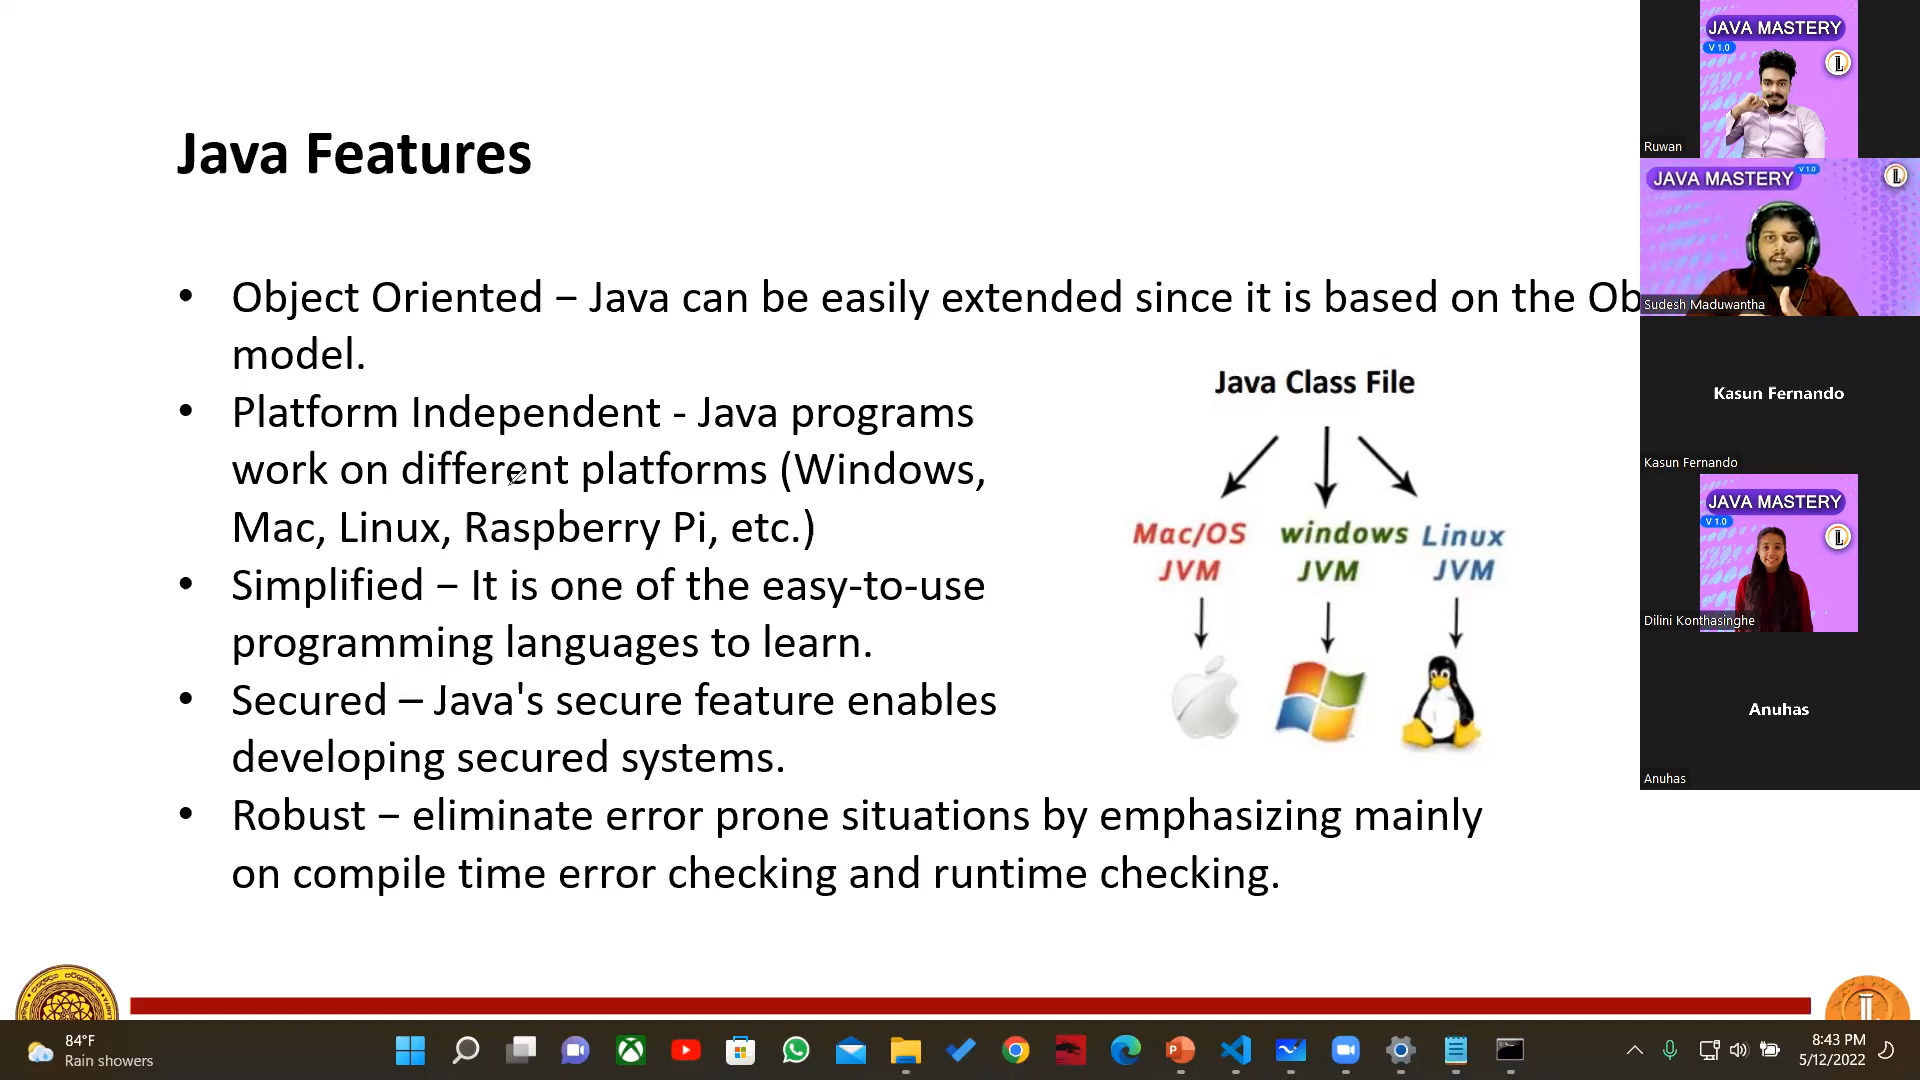 Java Features
• Object Oriented – Java can be easily extended since it is based on the Ob
model.
• Platform Independent - Java programs
work on different platforms (Windows,
Mac, Linux, Raspberry Pi, etc.)
• Simplified – It is one of the easy-to-use
programming languages to learn.
• Secured – Java's secure feature enables
developing secured systems.
• Robust – eliminate error prone situations by emphasizing mainly
on compile time error checking and runtime checking.
Java Class File
Mac/OS windows Linux
JVM JVM JVM
JAVA MASTERY
V 1.0
Ruwan
JAVA MASTERY V 1.0
Sudesh Maduwantha
Kasun Fernando
Kasun Fernando
JAVA MASTERY
V 1.0
Dilini Konthasinghe
Anuhas
Anuhas
84°F
Rain showers
8:43 PM
5/12/2022